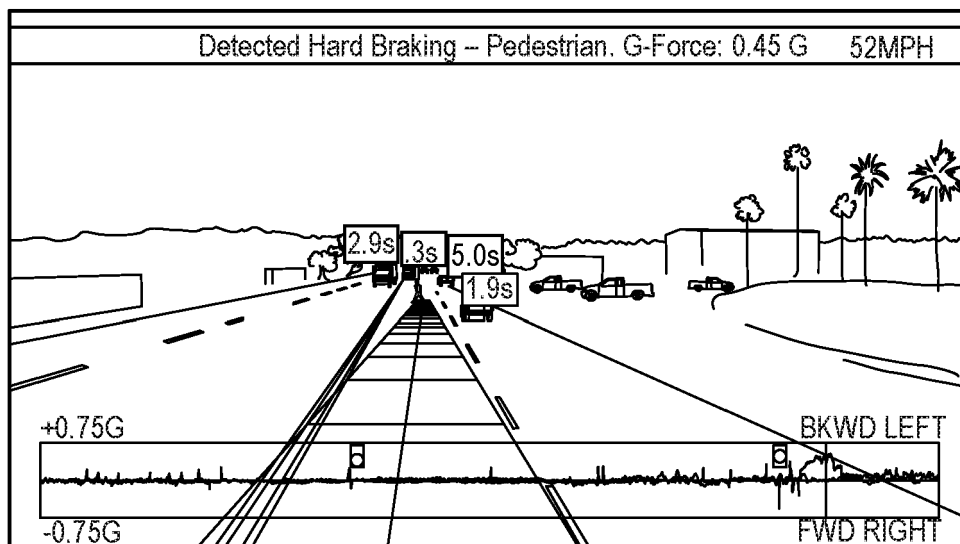 Detected Hard Braking – Pedestrian. G-Force: 0.45 G 52MPH
2.9s .3s 5.0s
1.9s
+0.75G BKWD LEFT
-0.75G FWD RIGHT